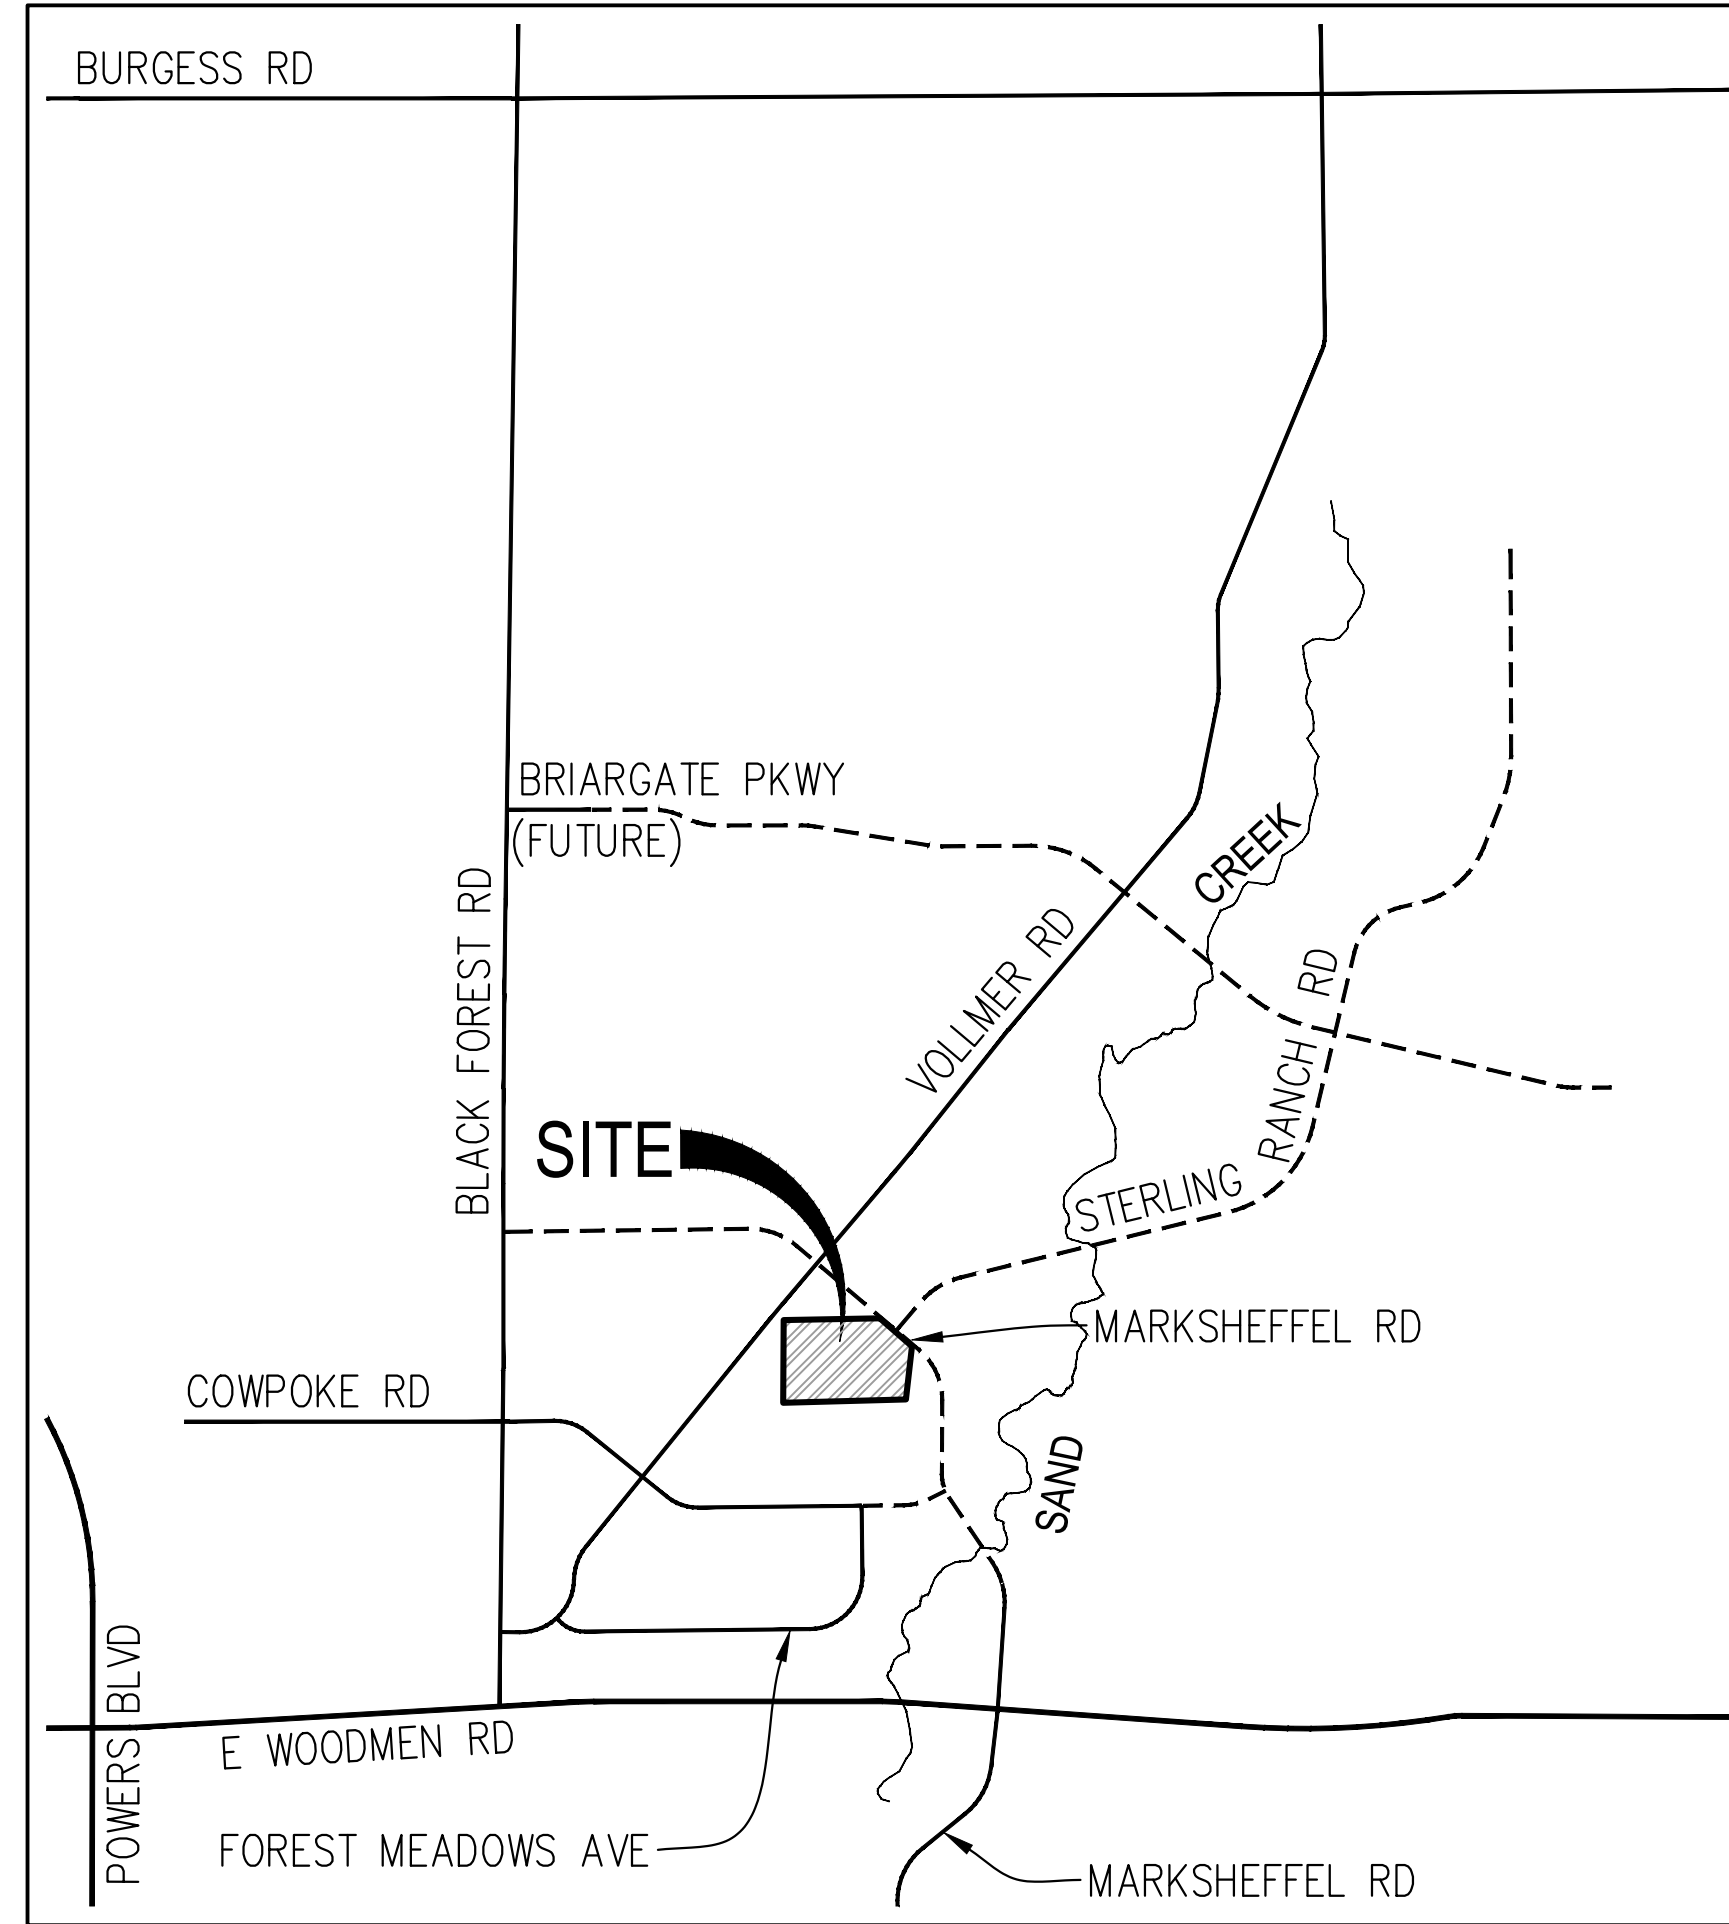 BURGESS RD
BRIARGATE PKWY
(FUTURE)
CREEK
BLACK FOREST RD
VOLLMER RD
STERLING RANCH RD
SITE
MARKSHEFFEL RD
COWPOKE RD
SAND
POWERS BLVD
E WOODMEN RD
FOREST MEADOWS AVE
MARKSHEFFEL RD